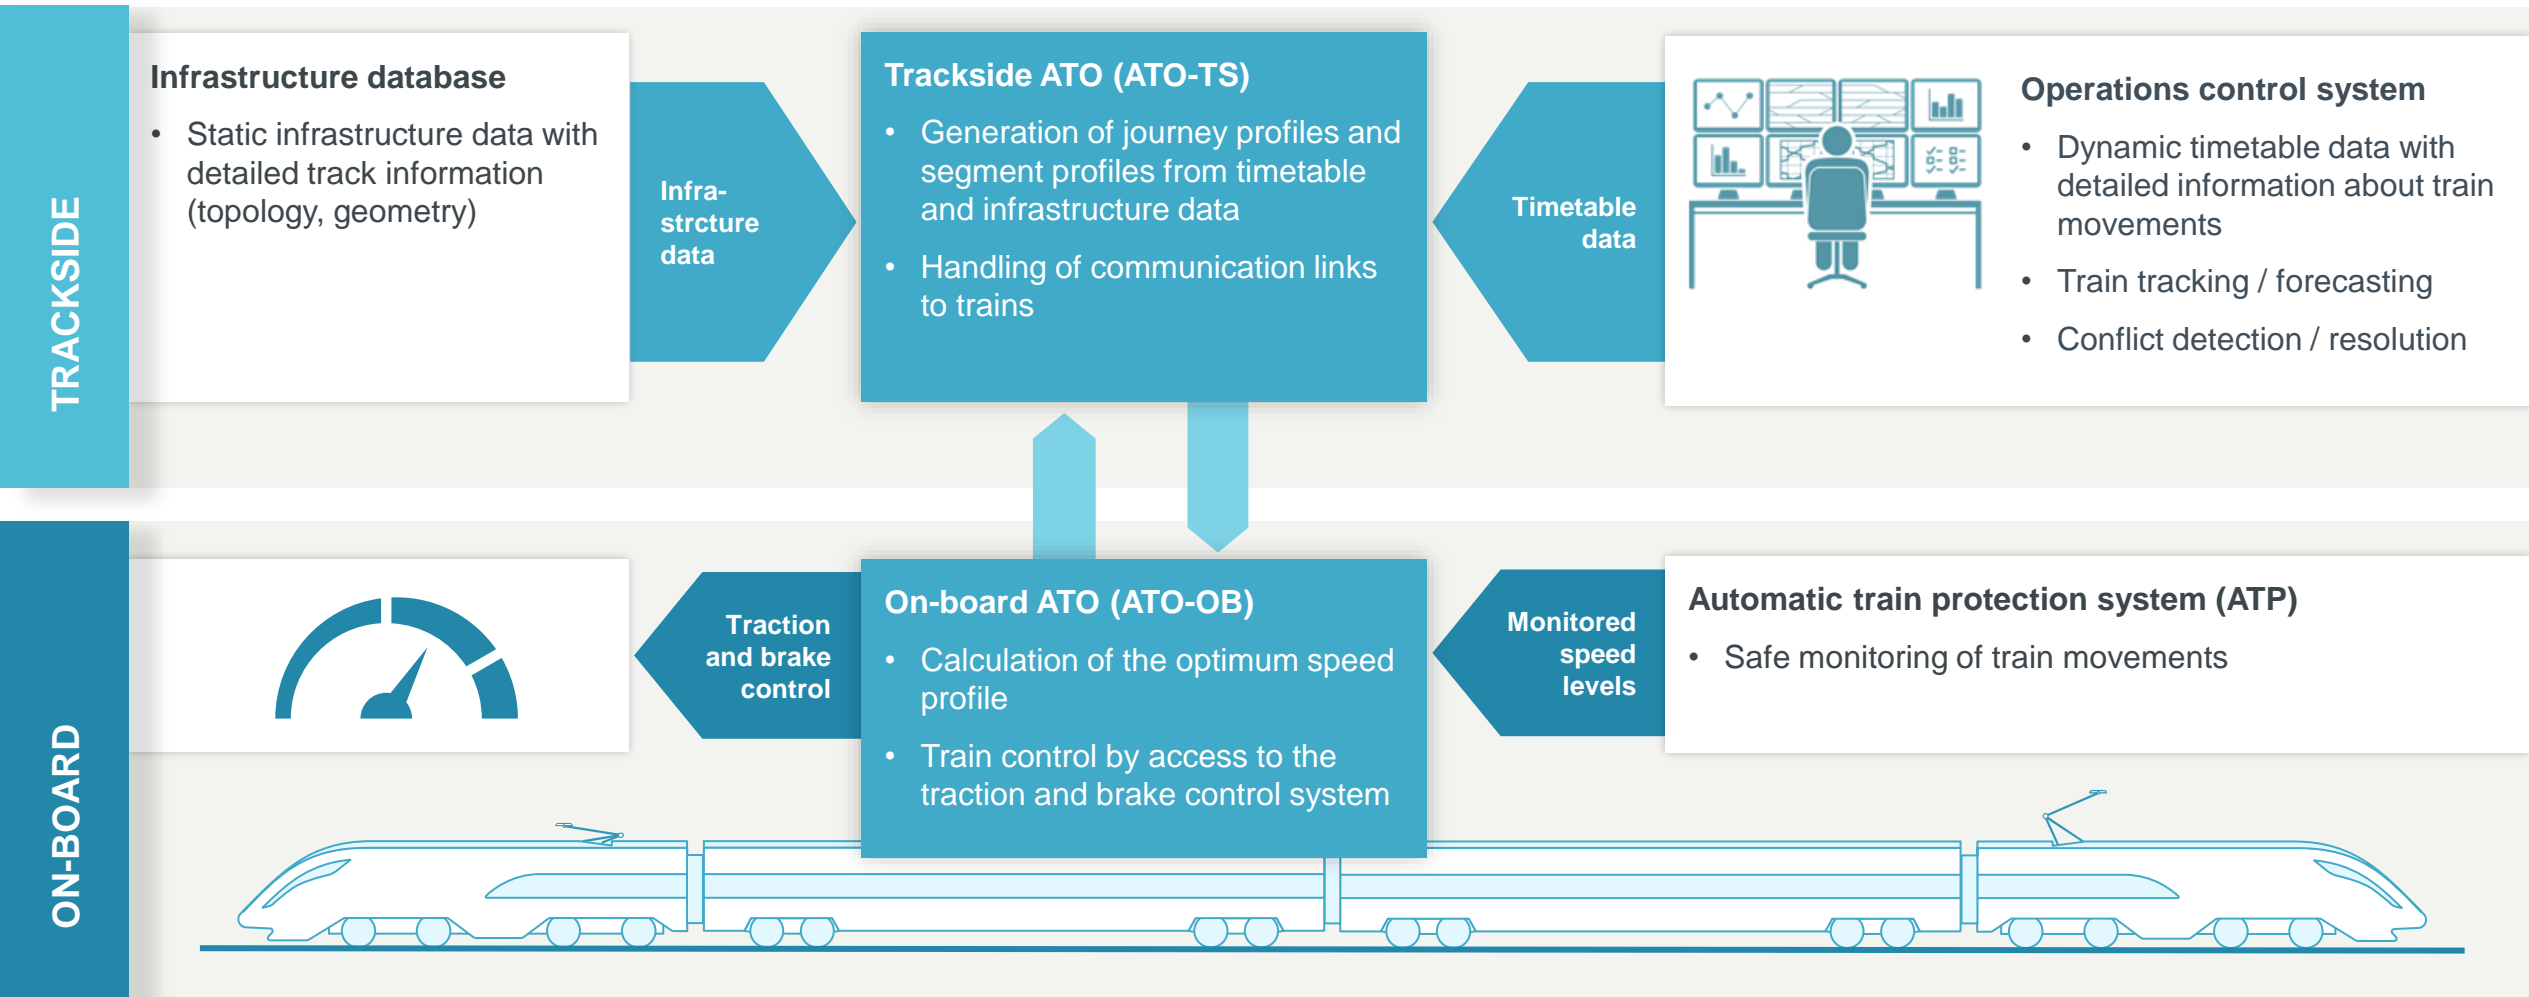 TRACKSIDE
Infrastructure database
• Static infrastructure data with
detailed track information
(topology, geometry)
Infra-
strcture
data
Trackside ATO (ATO-TS)
• Generation of journey profiles and
segment profiles from timetable
and infrastructure data
• Handling of communication links
to trains
Timetable
data
Operations control system
• Dynamic timetable data with
detailed information about train
movements
• Train tracking / forecasting
• Conflict detection / resolution
ON-BOARD
Traction
and brake
control
On-board ATO (ATO-OB)
• Calculation of the optimum speed
profile
• Train control by access to the
traction and brake control system
Monitored
speed
levels
Automatic train protection system (ATP)
• Safe monitoring of train movements